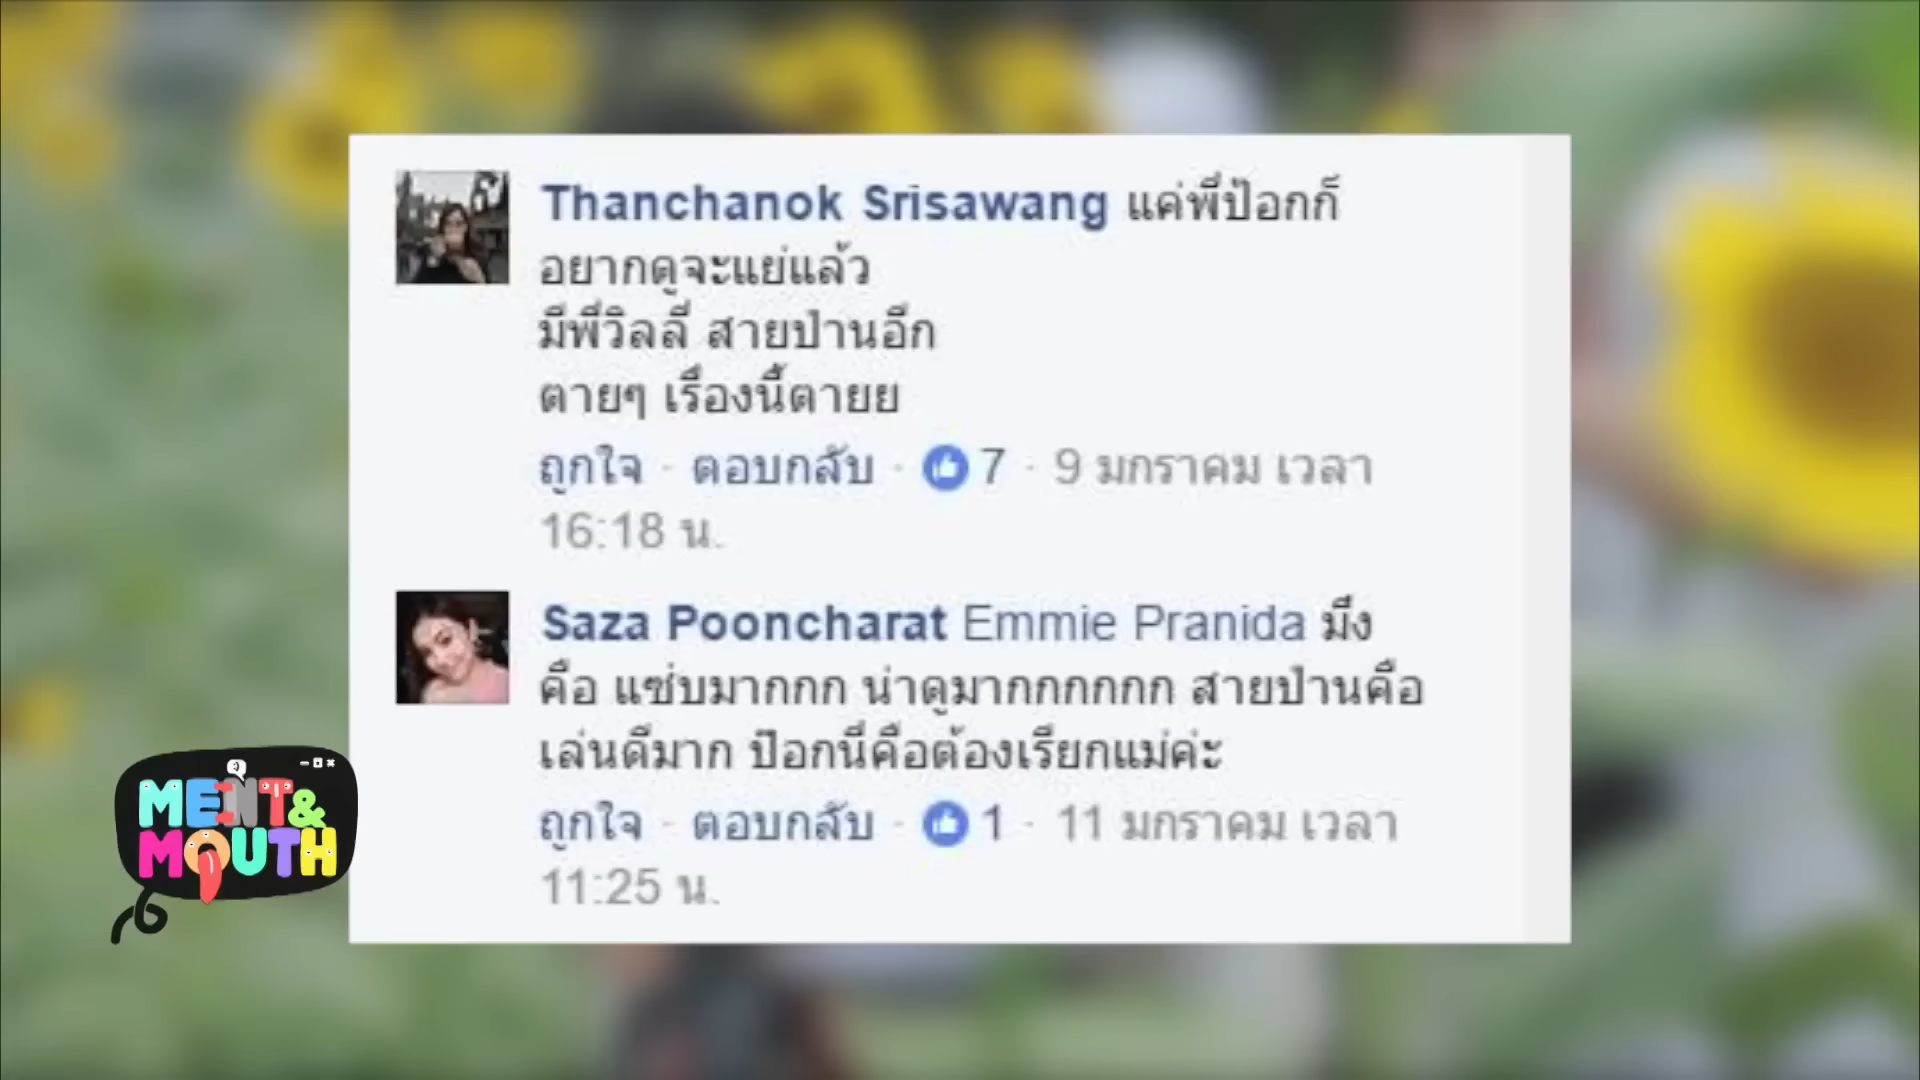 Thanchanok Srisawang แค่พี่ป๊อกก็
อยากดูจะแย่แล้ว
มีพี่วิลลี่ สายป่านอีก
ตายๆ เรื่องนี้ตายย
ถูกใจ · ตอบกลับ · 7 · 9 มกราคม เวลา
16:18 น.
Saza Pooncharat Emmie Pranida มึง
คือ แซ่บมากกก น่าดูมากกกกกก สายป่านคือ
เล่นดีมาก ป๊อกนี่คือต้องเรียกแม่ค่ะ
ถูกใจ · ตอบกลับ · 1 · 11 มกราคม เวลา
11:25 น.
MENT&
MOUTH